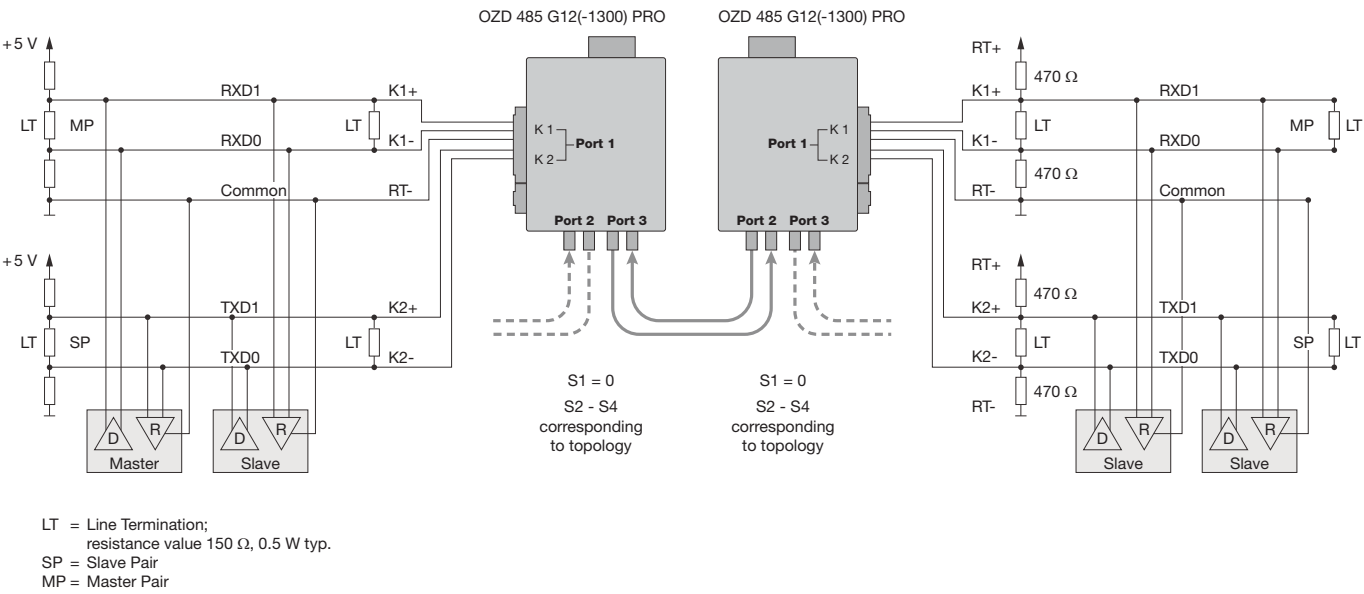 OZD 485 G12(-1300) PRO
OZD 485 G12(-1300) PRO
+5 V
RXD1
K1+
LT
MP
LT
RXD0
K1-
Common
RT-
+5 V
TXD1
K2+
LT
SP
LT
TXD0
K2-
D
R
Master
D
R
Slave
K 1
Port 1
K 2
Port 2
Port 3
K 1
Port 1
K 2
Port 2
Port 3
S1 = 0
S2 - S4
corresponding
to topology
S1 = 0
S2 - S4
corresponding
to topology
RT+
470 Ω
K1+
RXD1
LT
MP
LT
K1-
RXD0
470 Ω
RT-
Common
RT+
470 Ω
K2+
TXD1
LT
SP
LT
K2-
TXD0
470 Ω
RT-
D
R
Slave
D
R
Slave
LT = Line Termination;
resistance value 150 Ω, 0.5 W typ.
SP = Slave Pair
MP = Master Pair